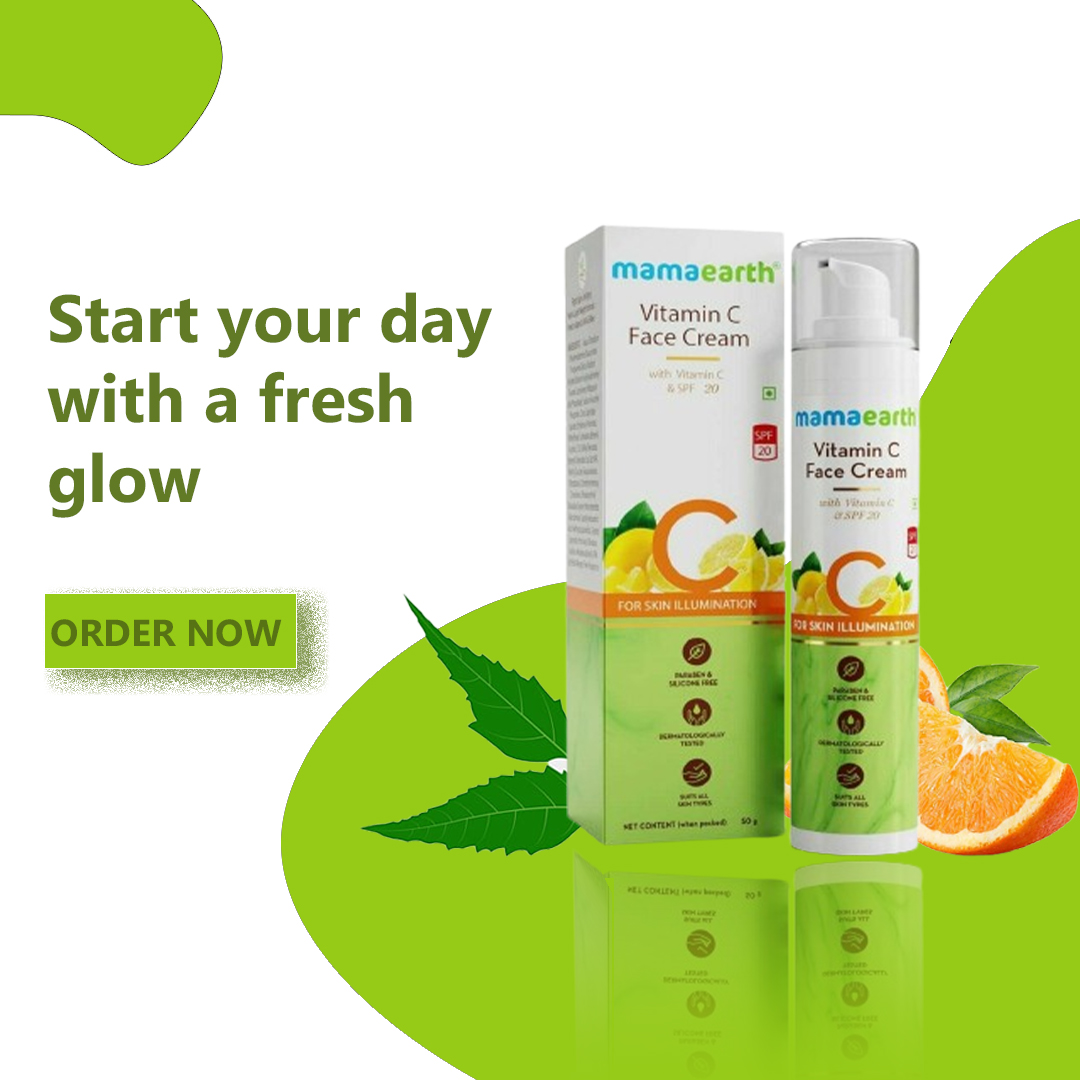 Start your day
with a fresh
glow
ORDER NOW
mamaearth
Vitamin C
Face Cream
with Vitamin C
& SPF 20
SPF
20
C
FOR SKIN ILLUMINATION
PARABEN &
SILICONE FREE
DERMATOLOGICALLY
TESTED
SUITS ALL
SKIN TYPES
NET CONTENT (when packed) 50 g
mamaearth
Vitamin C
Face Cream
with Vitamin C
& SPF 20
C
FOR SKIN ILLUMINATION
PARABEN &
SILICONE FREE
DERMATOLOGICALLY
TESTED
SUITS ALL
SKIN TYPES